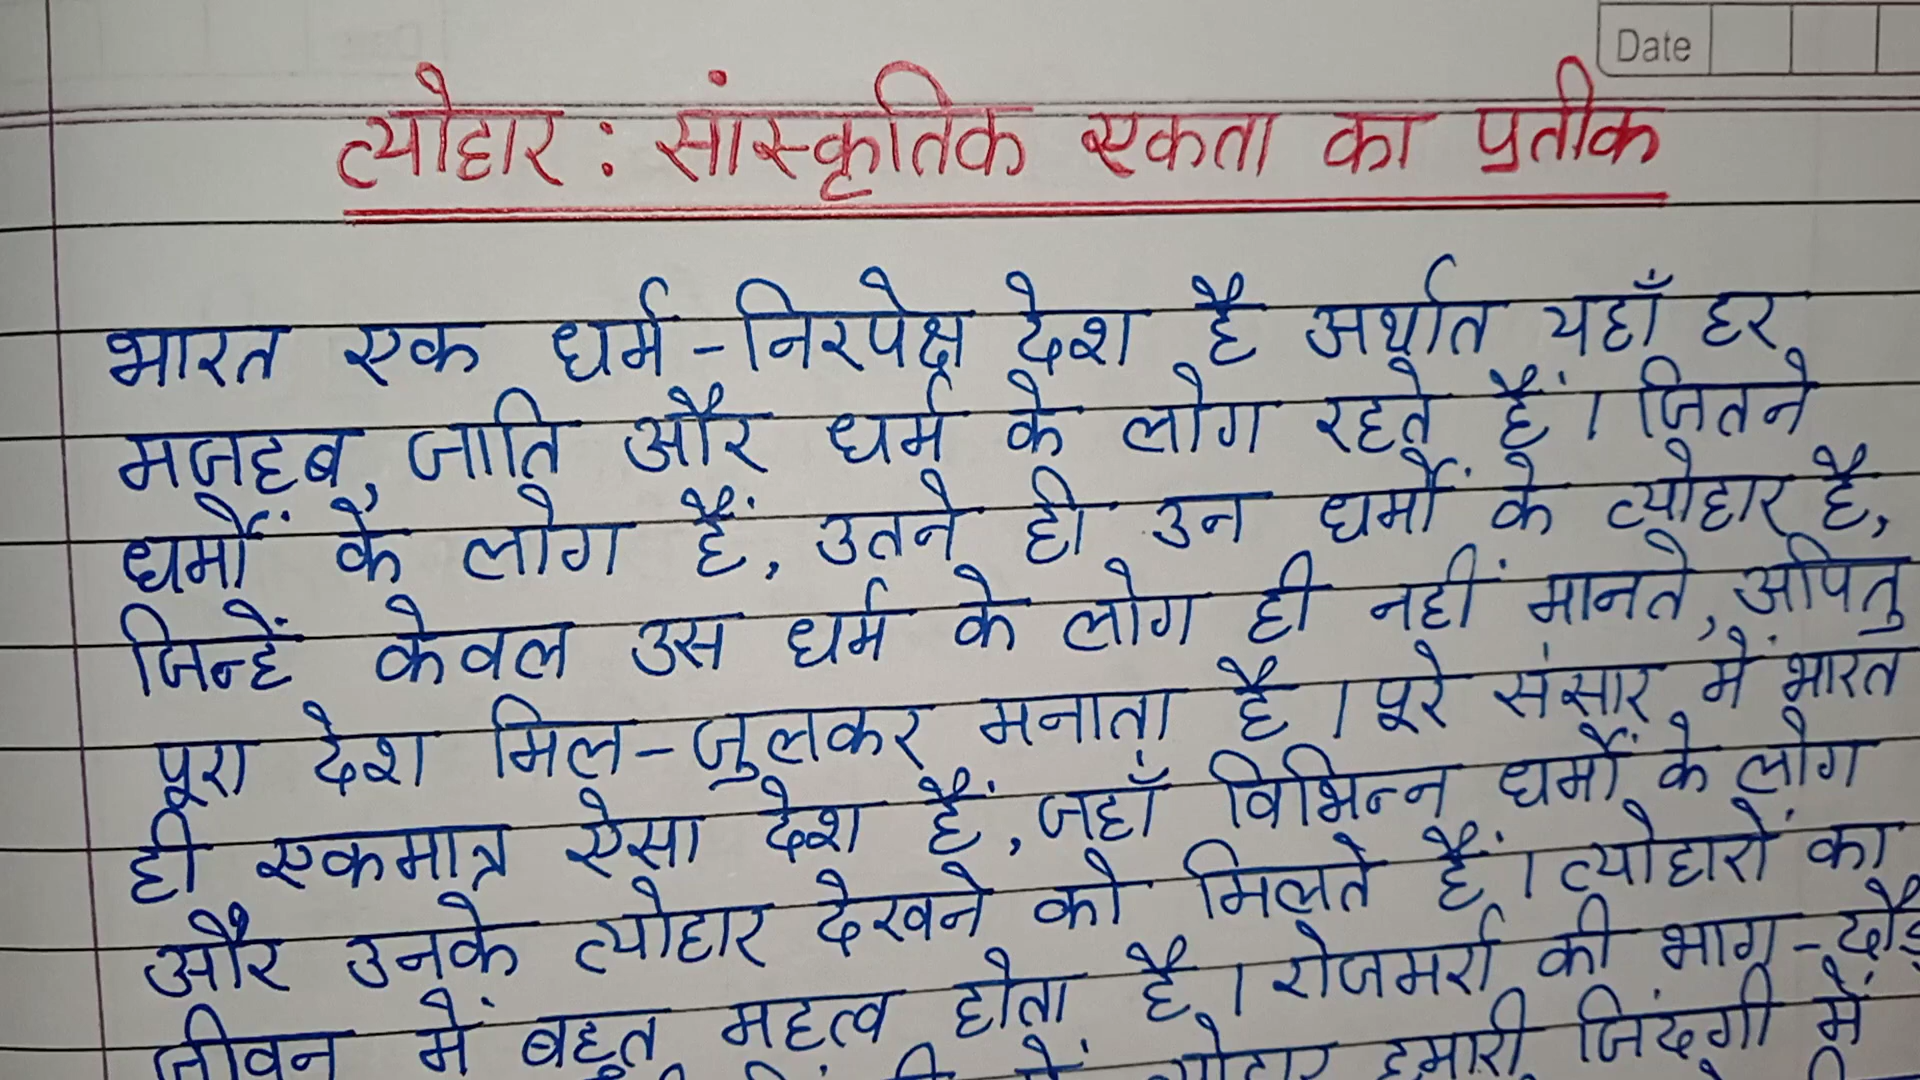 Date
त्योहार : सांस्कृतिक एकता का प्रतीक
भारत एक धर्म-निरपेक्ष देश है अर्थात यहाँ हर
मजहब, जाति और धर्म के लोग रहते हैं । जितने
धर्मों के लोग हैं, उतने ही उन धर्मों के त्योहार है,
जिन्हें केवल उस धर्म के लोग ही नहीं मानते, अपितु
पूरा देश मिल-जुलकर मनाता है । पूरे संसार में भारत
ही एकमात्र ऐसा देश हैं, जहाँ विभिन्न धर्मों के लोग
और उनके त्योहार देखने को मिलते हैं । त्योहारों का
जीवन में बहुत महत्व होता है । रोजमर्रा की भाग-दौड़
त्योहार हमारी जिंदगी में